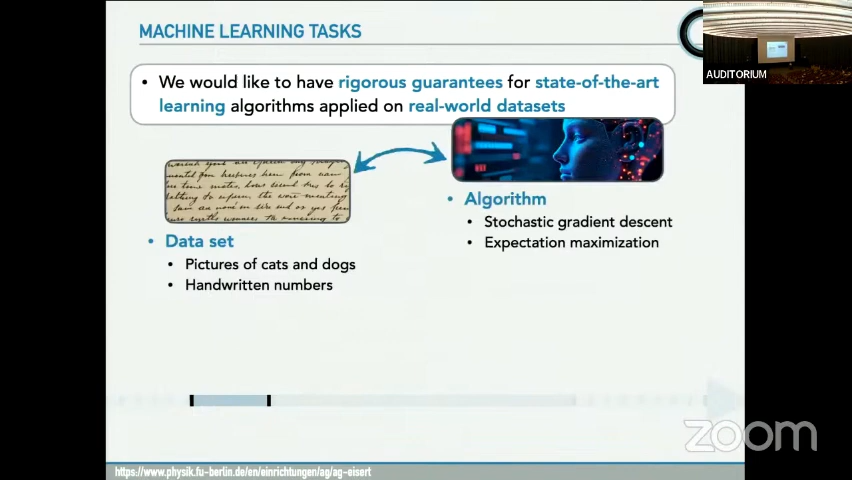 MACHINE LEARNING TASKS
AUDITORIUM
• We would like to have rigorous guarantees for state-of-the-art
learning algorithms applied on real-world datasets
• Data set
• Pictures of cats and dogs
• Handwritten numbers
• Algorithm
• Stochastic gradient descent
• Expectation maximization
zoom
https://www.physik.fu-berlin.de/en/einrichtungen/ag/ag-eisert